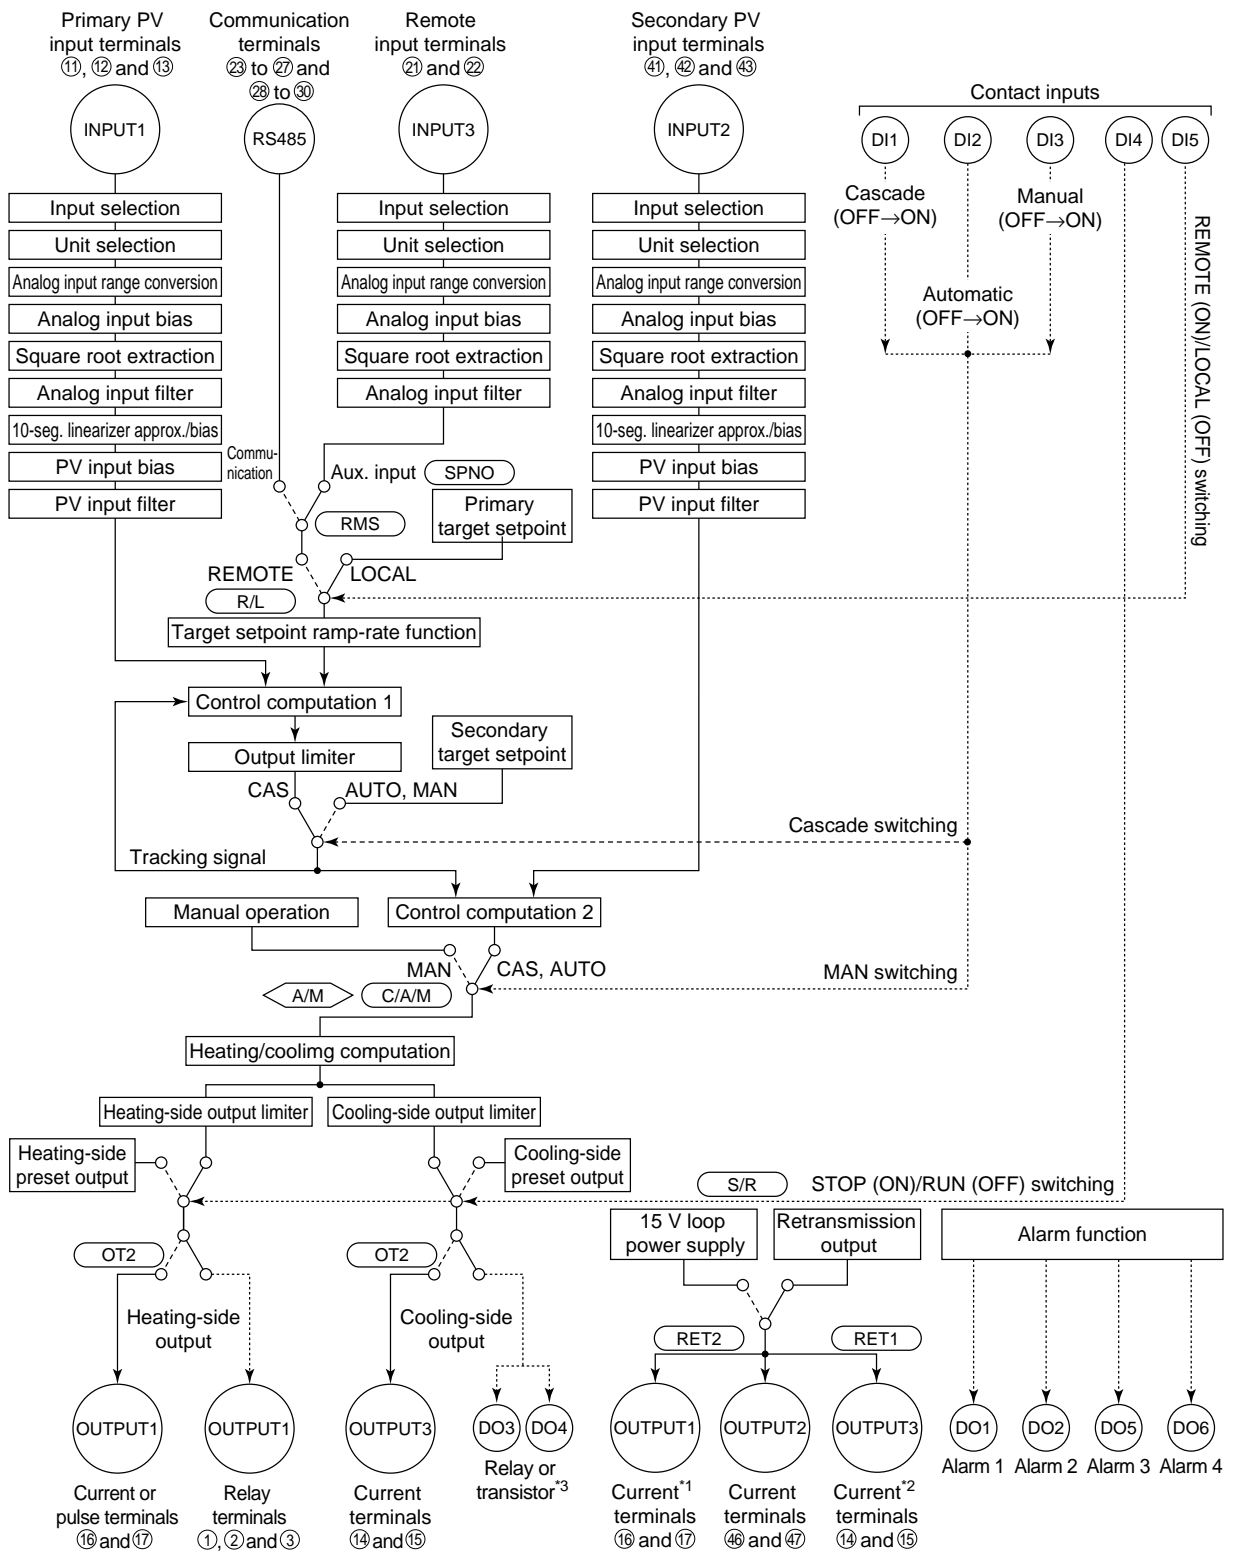 Primary PV
input terminals
⑪, ⑫ and ⑬
Communication
terminals
㉓ to ㉗ and
㉘ to ㉚
Remote
input terminals
㉑ and ㉒
Secondary PV
input terminals
㊶, ㊷ and ㊸
Contact inputs
INPUT1
RS485
INPUT3
INPUT2
DI1
DI2
DI3
DI4
DI5
Cascade
(OFF→ON)
Manual
(OFF→ON)
Automatic
(OFF→ON)
REMOTE (ON)/LOCAL (OFF) switching
Input selection
Unit selection
Analog input range conversion
Analog input bias
Square root extraction
Analog input filter
10-seg. linearizer approx./bias
PV input bias
PV input filter
Input selection
Unit selection
Analog input range conversion
Analog input bias
Square root extraction
Analog input filter
Input selection
Unit selection
Analog input range conversion
Analog input bias
Square root extraction
Analog input filter
10-seg. linearizer approx./bias
PV input bias
PV input filter
Commu-
nication
Aux. input
SPNO
RMS
Primary
target setpoint
REMOTE
LOCAL
R/L
Target setpoint ramp-rate function
Control computation 1
Output limiter
Secondary
target setpoint
CAS
AUTO, MAN
Cascade switching
Tracking signal
Manual operation
Control computation 2
MAN
CAS, AUTO
MAN switching
A/M
C/A/M
Heating/coolimg computation
Heating-side output limiter
Cooling-side output limiter
Heating-side
preset output
Cooling-side
preset output
S/R
STOP (ON)/RUN (OFF) switching
15 V loop
power supply
Retransmission
output
Alarm function
OT2
OT2
Heating-side
output
Cooling-side
output
RET2
RET1
OUTPUT1
OUTPUT1
OUTPUT3
DO3
DO4
OUTPUT1
OUTPUT2
OUTPUT3
DO1
DO2
DO5
DO6
Alarm 1
Alarm 2
Alarm 3
Alarm 4
Current or
pulse terminals
⑯ and ⑰
Relay
terminals
①, ② and ③
Current
terminals
⑭ and ⑮
Relay or
transistor*3
Current*1
terminals
⑯ and ⑰
Current
terminals
㊻ and ㊼
Current*2
terminals
⑭ and ⑮